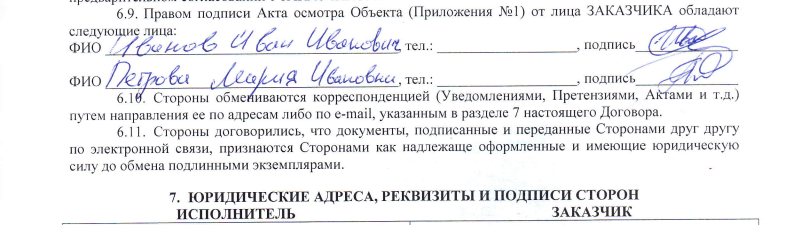 6.9. Правом подписи Акта осмотра Объекта (Приложения №1) от лица ЗАКАЗЧИКА обладают
следующие лица:
ФИО Иванов Иван Иванович, тел.: ____________________, подпись
ФИО Петрова Мария Ивановн, тел.: ____________________, подпись
6.10. Стороны обмениваются корреспонденцией (Уведомлениями, Претензиями, Актами и т.д.)
путем направления ее по адресам либо по e-mail, указанным в разделе 7 настоящего Договора.
6.11. Стороны договорились, что документы, подписанные и переданные Сторонами друг другу
по электронной связи, признаются Сторонами как надлежаще оформленные и имеющие юридическую
силу до обмена подлинными экземплярами.
7. ЮРИДИЧЕСКИЕ АДРЕСА, РЕКВИЗИТЫ И ПОДПИСИ СТОРОН
ИСПОЛНИТЕЛЬ ЗАКАЗЧИК